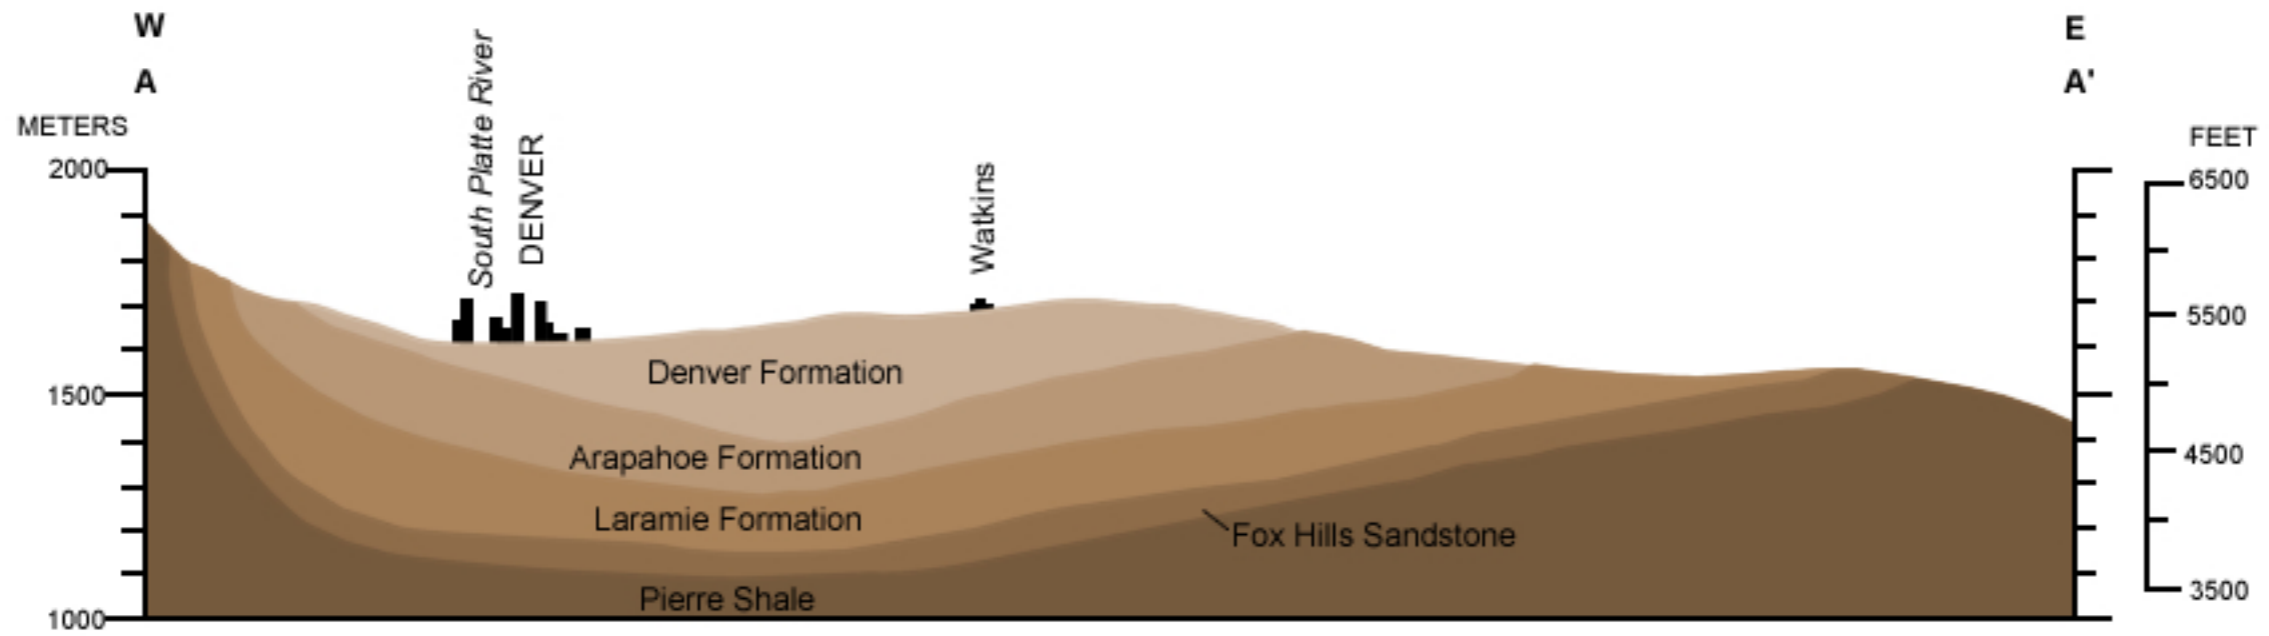 W
E
A
A'
METERS
FEET
South Platte River
DENVER
Watkins
2000
6500
5500
Denver Formation
1500
Arapahoe Formation
4500
Laramie Formation
Fox Hills Sandstone
Pierre Shale
3500
1000